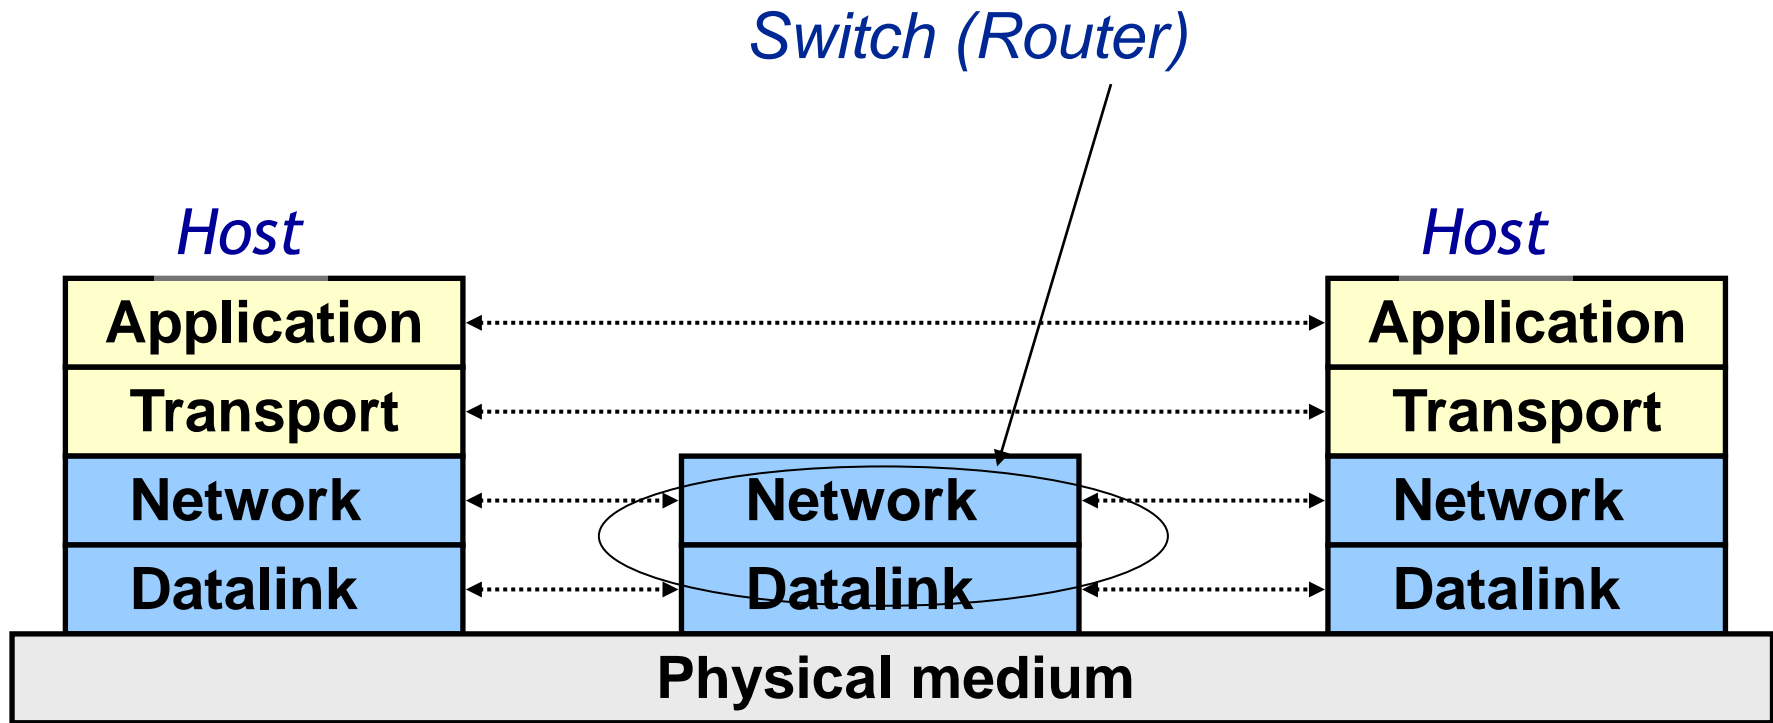 Switch (Router)
Host
Host
Application
Application
Transport
Transport
Network
Network
Network
Datalink
Datalink
Datalink
Physical medium